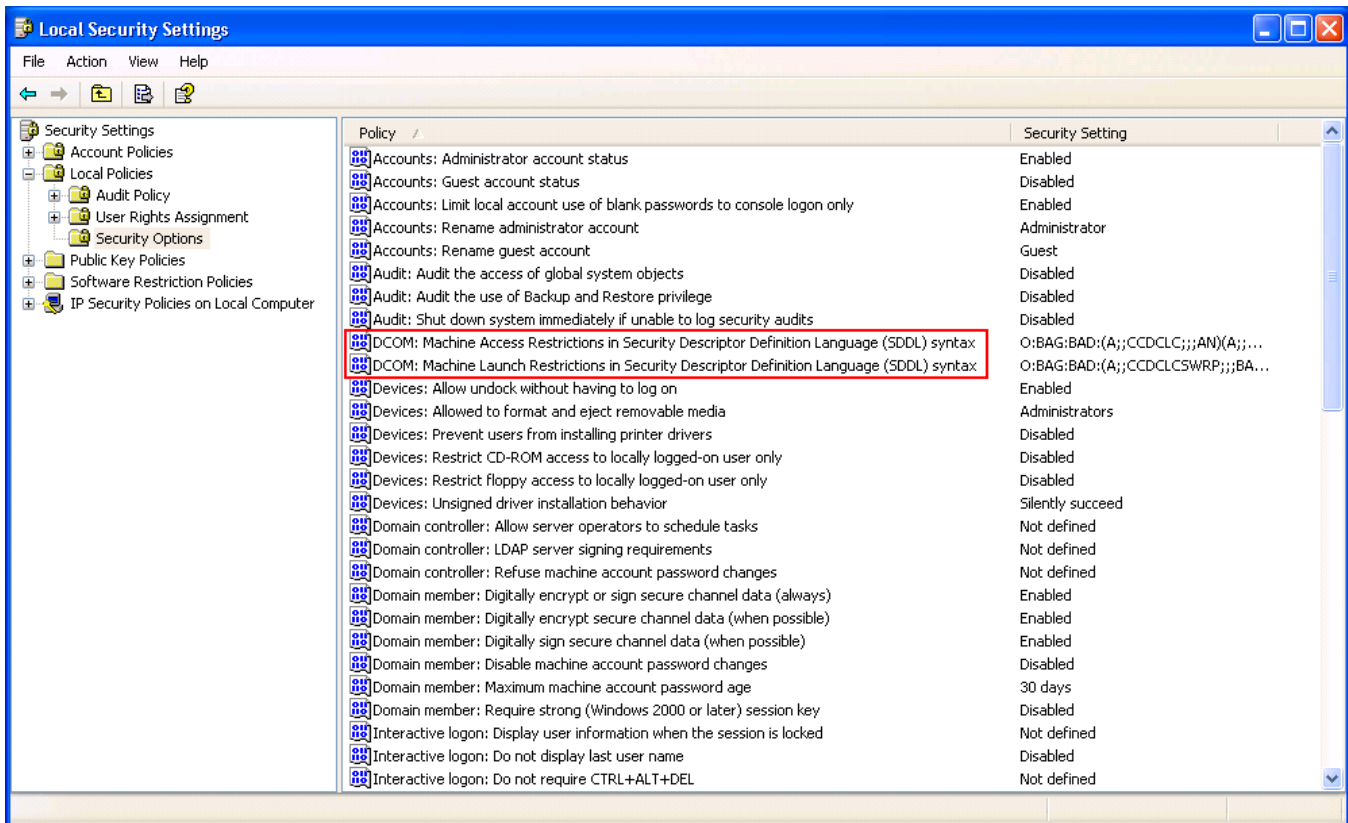 Local Security Settings
File Action View Help
Security Settings
Account Policies
Local Policies
Audit Policy
User Rights Assignment
Security Options
Public Key Policies
Software Restriction Policies
IP Security Policies on Local Computer
Policy Security Setting
Accounts: Administrator account status Enabled
Accounts: Guest account status Disabled
Accounts: Limit local account use of blank passwords to console logon only Enabled
Accounts: Rename administrator account Administrator
Accounts: Rename guest account Guest
Audit: Audit the access of global system objects Disabled
Audit: Audit the use of Backup and Restore privilege Disabled
Audit: Shut down system immediately if unable to log security audits Disabled
DCOM: Machine Access Restrictions in Security Descriptor Definition Language (SDDL) syntax O:BAG:BAD:(A;;CCDCLC;;;AN)(A;;...
DCOM: Machine Launch Restrictions in Security Descriptor Definition Language (SDDL) syntax O:BAG:BAD:(A;;CCDCLCSWRP;;;BA...
Devices: Allow undock without having to log on Enabled
Devices: Allowed to format and eject removable media Administrators
Devices: Prevent users from installing printer drivers Disabled
Devices: Restrict CD-ROM access to locally logged-on user only Disabled
Devices: Restrict floppy access to locally logged-on user only Disabled
Devices: Unsigned driver installation behavior Silently succeed
Domain controller: Allow server operators to schedule tasks Not defined
Domain controller: LDAP server signing requirements Not defined
Domain controller: Refuse machine account password changes Not defined
Domain member: Digitally encrypt or sign secure channel data (always) Enabled
Domain member: Digitally encrypt secure channel data (when possible) Enabled
Domain member: Digitally sign secure channel data (when possible) Enabled
Domain member: Disable machine account password changes Disabled
Domain member: Maximum machine account password age 30 days
Domain member: Require strong (Windows 2000 or later) session key Disabled
Interactive logon: Display user information when the session is locked Not defined
Interactive logon: Do not display last user name Disabled
Interactive logon: Do not require CTRL+ALT+DEL Not defined